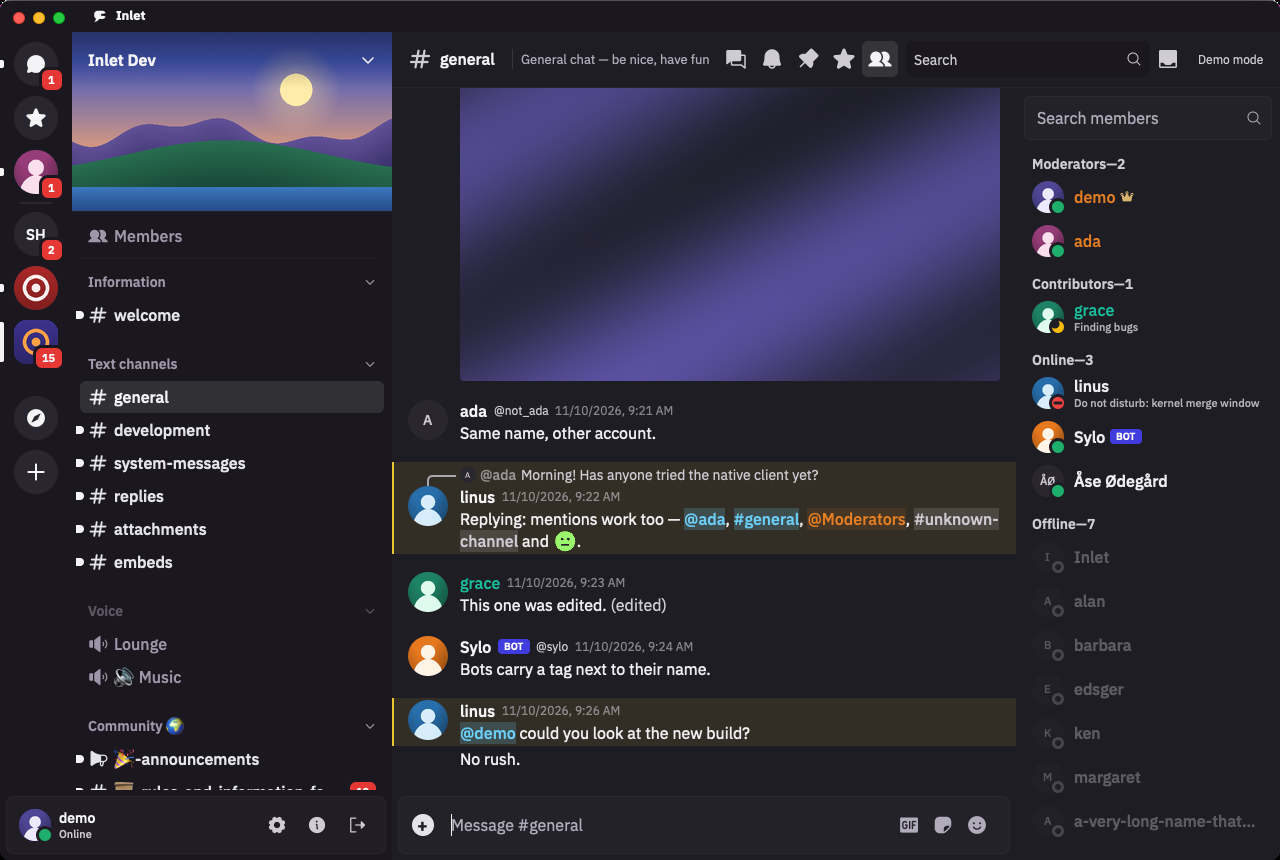 Inlet
1
1
SH
2
15
Inlet Dev
Members
Information
# welcome
Text channels
# general
# development
# system-messages
# replies
# attachments
# embeds
Voice
Lounge
🔊 Music
Community 🌍
🎉-announcements
demo
Online
# general
General chat — be nice, have fun
Search
Demo mode
ada @not_ada 11/10/2026, 9:21 AM
Same name, other account.
A
A @ada Morning! Has anyone tried the native client yet?
linus 11/10/2026, 9:22 AM
Replying: mentions work too — @ada, #general, @Moderators, #unknown-
channel and 😐.
grace 11/10/2026, 9:23 AM
This one was edited. (edited)
Sylo BOT @sylo 11/10/2026, 9:24 AM
Bots carry a tag next to their name.
linus 11/10/2026, 9:26 AM
@demo could you look at the new build?
No rush.
Message #general
GIF
Search members
Moderators—2
demo
ada
Contributors—1
grace
Finding bugs
Online—3
linus
Do not disturb: kernel merge window
Sylo BOT
ÅØ Åse Ødegård
Offline—7
I Inlet
A alan
B barbara
E edsger
K ken
M margaret
A a-very-long-name-that...